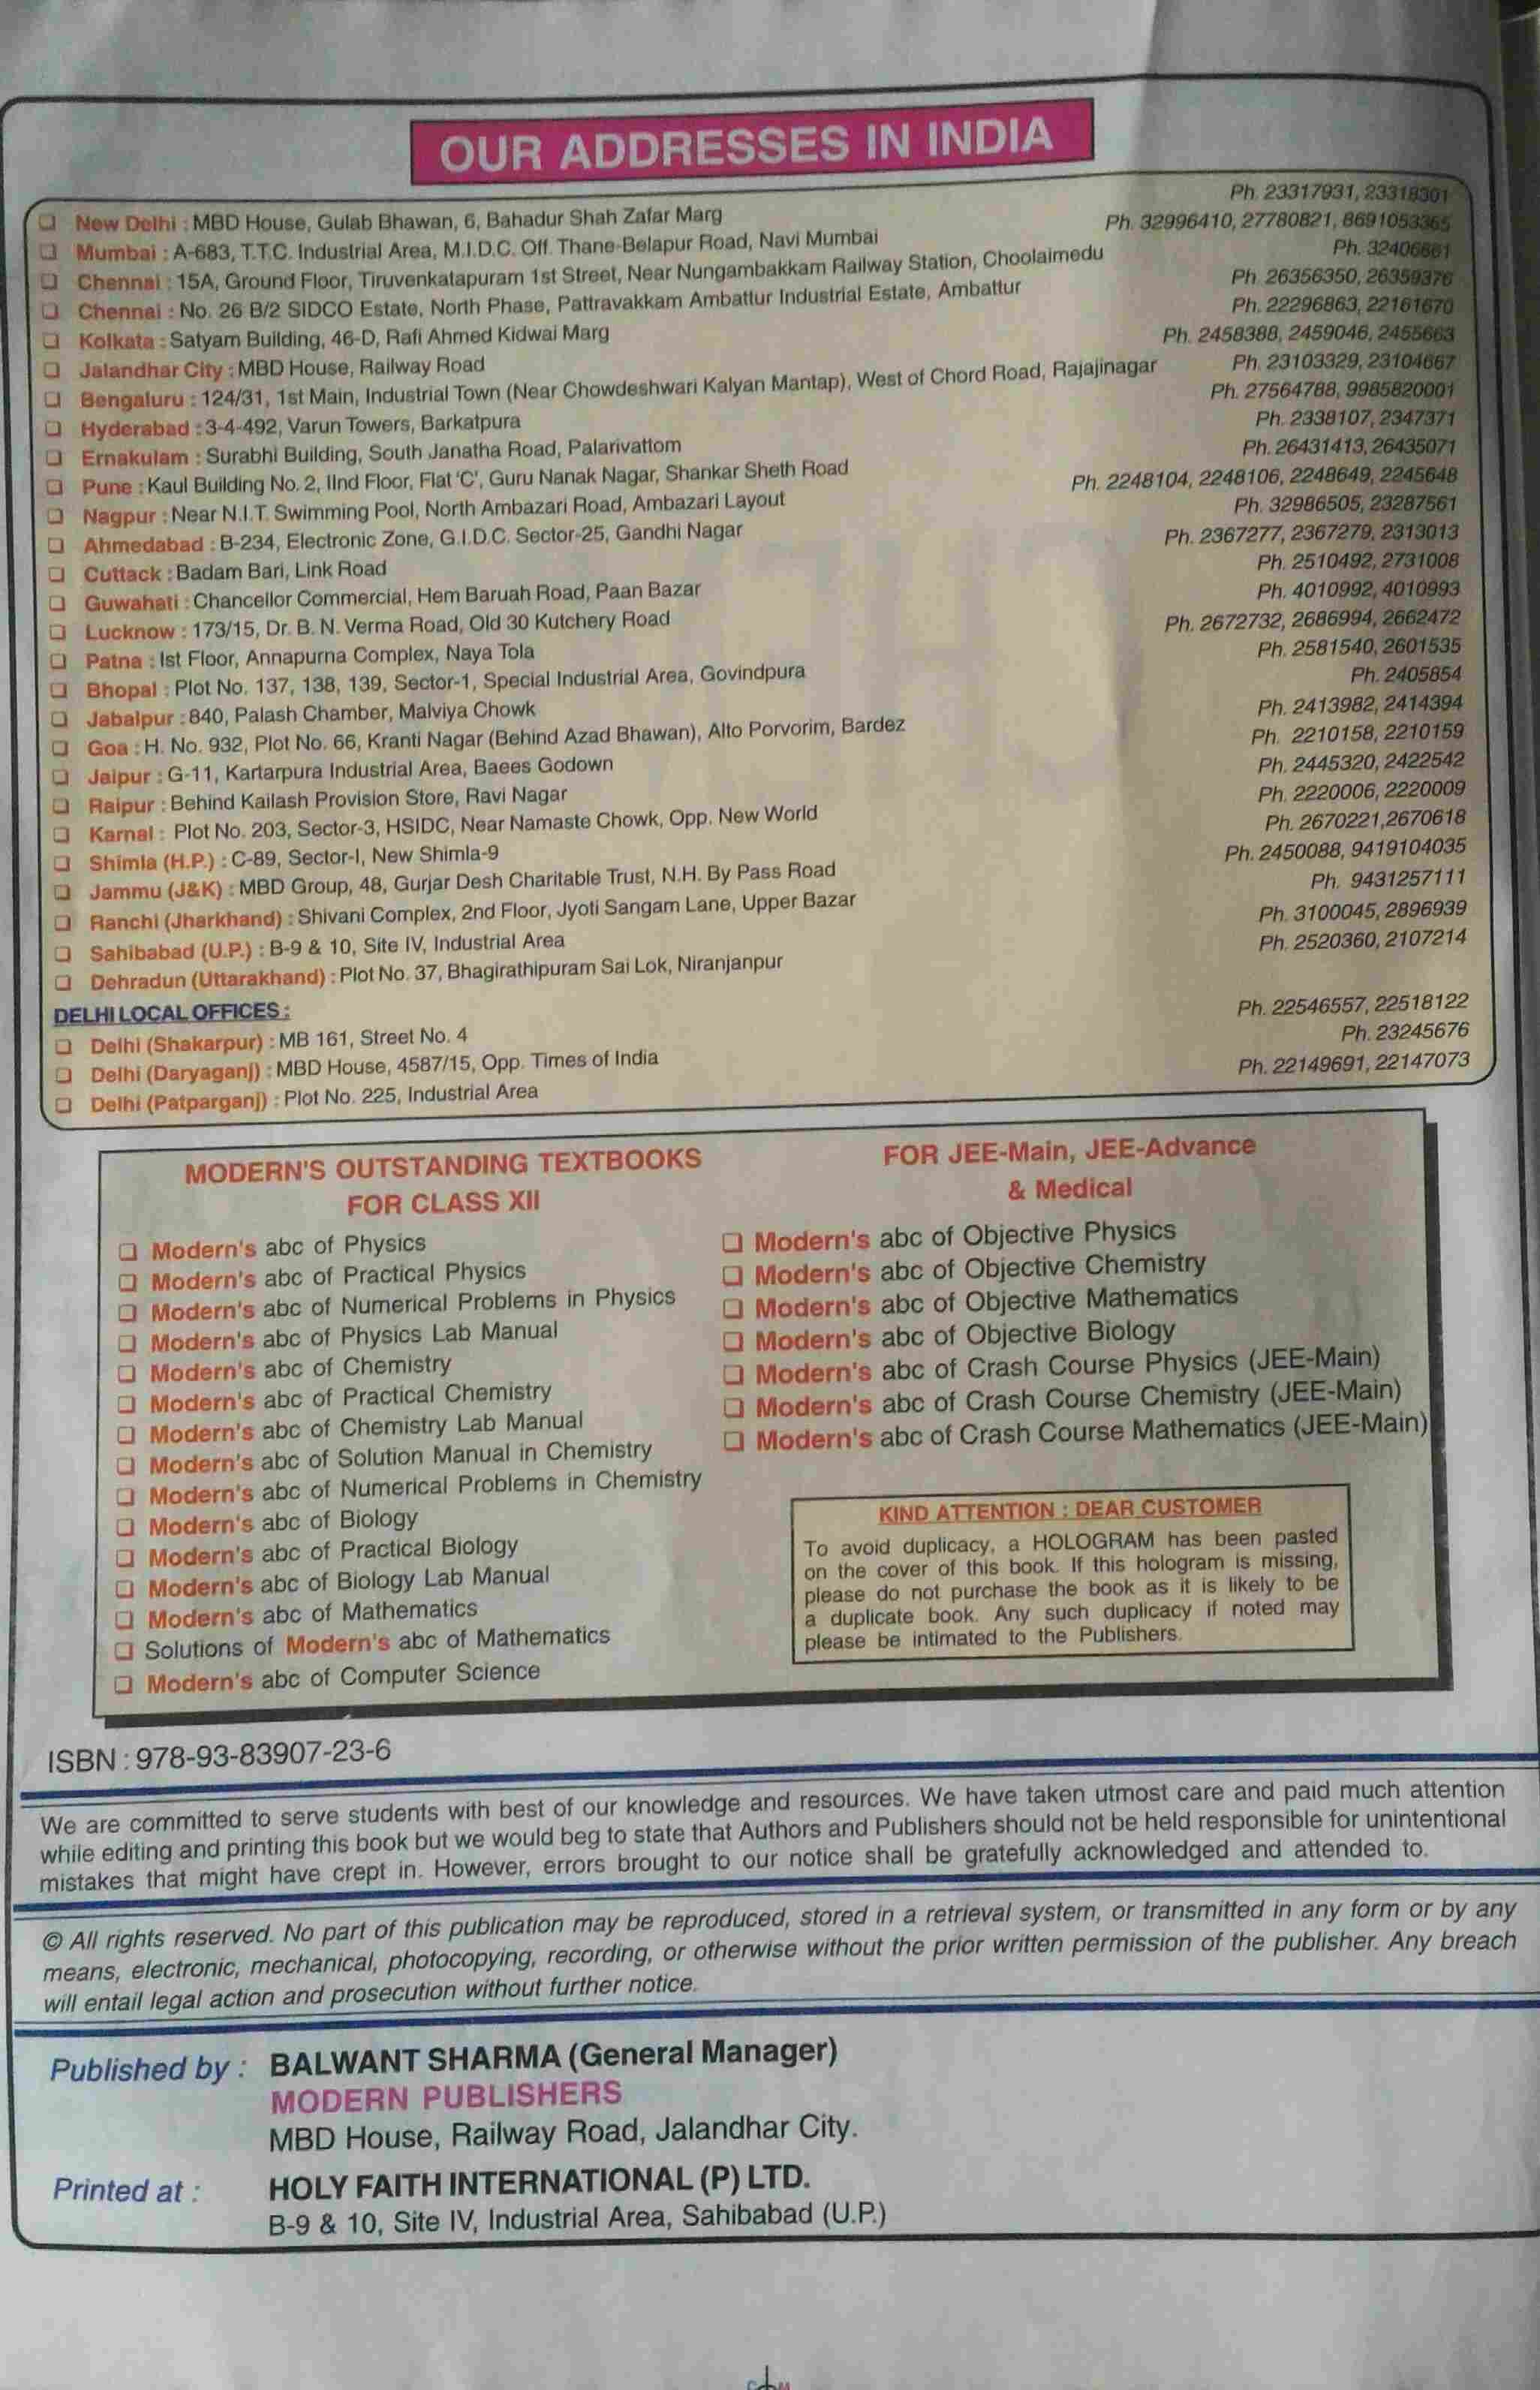 OUR ADDRESSES IN INDIA
❑ New Delhi : MBD House, Gulab Bhawan, 6, Bahadur Shah Zafar Marg Ph. 23317931, 23318301
❑ Mumbai : A-683, T.T.C. Industrial Area, M.I.D.C. Off. Thane-Belapur Road, Navi Mumbai Ph. 32996410, 27780821, 8691053365
❑ Chennai : 15A, Ground Floor, Tiruvenkatapuram 1st Street, Near Nungambakkam Railway Station, Choolaimedu Ph.
❑ Chennai : No. 26 B/2 SIDCO Estate, North Phase, Pattravakkam Ambattur Industrial Estate, Ambattur Ph. 26356350, 26359376
❑ Kolkata : Satyam Building, 46-D, Rafi Ahmed Kidwai Marg Ph. 22296863, 22161670
❑ Jalandhar City : MBD House, Railway Road Ph. 2458388, 2459046, 2455663
❑ Bengaluru : 124/31, 1st Main, Industrial Town (Near Chowdeshwari Kalyan Mantap), West of Chord Road, Rajajinagar Ph. 23103329, 23104667
❑ Hyderabad : 3-4-492, Varun Towers, Barkatpura Ph. 27564788, 9985820001
❑ Ernakulam : Surabhi Building, South Janatha Road, Palarivattom Ph. 2338107, 2347371
❑ Pune : Kaul Building No. 2, IInd Floor, Flat 'C', Guru Nanak Nagar, Shankar Sheth Road Ph. 26431413,26435071
❑ Nagpur : Near N.I.T. Swimming Pool, North Ambazari Road, Ambazari Layout Ph. 2248104, 2248106, 2248649, 2245648
❑ Ahmedabad : B-234, Electronic Zone, G.I.D.C. Sector-25, Gandhi Nagar Ph. 32986505, 23287561
❑ Cuttack : Badam Bari, Link Road Ph. 2367277, 2367279, 2313013
❑ Guwahati : Chancellor Commercial, Hem Baruah Road, Paan Bazar Ph. 2510492, 2731008
❑ Lucknow : 173/15, Dr. B. N. Verma Road, Old 30 Kutchery Road Ph. 4010992, 4010993
❑ Patna : Ist Floor, Annapurna Complex, Naya Tola Ph. 2672732, 2686994, 2662472
❑ Bhopal : Plot No. 137, 138, 139, Sector-1, Special Industrial Area, Govindpura Ph. 2581540, 2601535
❑ Jabalpur : 840, Palash Chamber, Malviya Chowk Ph. 2405854
❑ Goa : H. No. 932, Plot No. 66, Kranti Nagar (Behind Azad Bhawan), Alto Porvorim, Bardez Ph. 2413982, 2414394
❑ Jaipur : G-11, Kartarpura Industrial Area, Baees Godown Ph. 2210158, 2210159
❑ Raipur : Behind Kailash Provision Store, Ravi Nagar Ph. 2445320, 2422542
❑ Karnal : Plot No. 203, Sector-3, HSIDC, Near Namaste Chowk, Opp. New World Ph. 2220006, 2220009
❑ Shimla (H.P.) : C-89, Sector-I, New Shimla-9 Ph. 2670221,2670618
❑ Jammu (J&K) : MBD Group, 48, Gurjar Desh Charitable Trust, N.H. By Pass Road Ph. 2450088, 9419104035
❑ Ranchi (Jharkhand) : Shivani Complex, 2nd Floor, Jyoti Sangam Lane, Upper Bazar Ph. 9431257111
❑ Sahibabad (U.P.) : B-9 & 10, Site IV, Industrial Area Ph. 3100045, 2896939
❑ Dehradun (Uttarakhand) : Plot No. 37, Bhagirathipuram Sai Lok, Niranjanpur Ph. 2520360, 2107214
DELHI LOCAL OFFICES :
❑ Delhi (Shakarpur) : MB 161, Street No. 4 Ph. 22546557, 22518122
❑ Delhi (Daryaganj) : MBD House, 4587/15, Opp. Times of India Ph. 23245676
❑ Delhi (Patparganj) : Plot No. 225, Industrial Area Ph. 22149691, 22147073
MODERN'S OUTSTANDING TEXTBOOKS
FOR CLASS XII
❑ Modern's abc of Physics
❑ Modern's abc of Practical Physics
❑ Modern's abc of Numerical Problems in Physics
❑ Modern's abc of Physics Lab Manual
❑ Modern's abc of Chemistry
❑ Modern's abc of Practical Chemistry
❑ Modern's abc of Chemistry Lab Manual
❑ Modern's abc of Solution Manual in Chemistry
❑ Modern's abc of Numerical Problems in Chemistry
❑ Modern's abc of Biology
❑ Modern's abc of Practical Biology
❑ Modern's abc of Biology Lab Manual
❑ Modern's abc of Mathematics
❑ Solutions of Modern's abc of Mathematics
❑ Modern's abc of Computer Science
FOR JEE-Main, JEE-Advance
& Medical
❑ Modern's abc of Objective Physics
❑ Modern's abc of Objective Chemistry
❑ Modern's abc of Objective Mathematics
❑ Modern's abc of Objective Biology
❑ Modern's abc of Crash Course Physics (JEE-Main)
❑ Modern's abc of Crash Course Chemistry (JEE-Main)
❑ Modern's abc of Crash Course Mathematics (JEE-Main)
KIND ATTENTION : DEAR CUSTOMER
To avoid duplicacy, a HOLOGRAM has been pasted
on the cover of this book. If this hologram is missing,
please do not purchase the book as it is likely to be
a duplicate book. Any such duplicacy if noted may
please be intimated to the Publishers.
ISBN : 978-93-83907-23-6
We are committed to serve students with best of our knowledge and resources. We have taken utmost care and paid much attention
while editing and printing this book but we would beg to state that Authors and Publishers should not be held responsible for unintentional
mistakes that might have crept in. However, errors brought to our notice shall be gratefully acknowledged and attended to.
© All rights reserved. No part of this publication may be reproduced, stored in a retrieval system, or transmitted in any form or by any
means, electronic, mechanical, photocopying, recording, or otherwise without the prior written permission of the publisher. Any breach
will entail legal action and prosecution without further notice.
Published by : BALWANT SHARMA (General Manager)
MODERN PUBLISHERS
MBD House, Railway Road, Jalandhar City.
Printed at : HOLY FAITH INTERNATIONAL (P) LTD.
B-9 & 10, Site IV, Industrial Area, Sahibabad (U.P.)